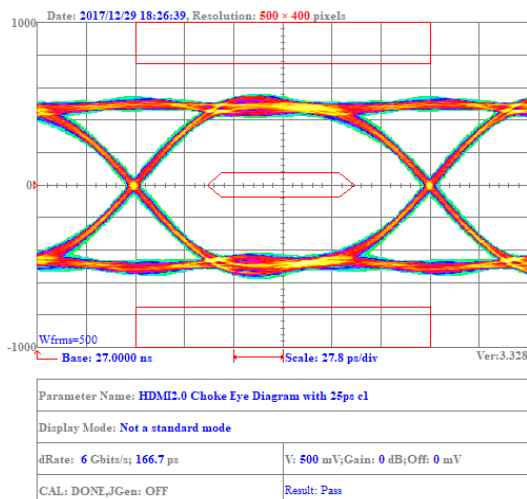 Date: 2017/12/29 18:26:39, Resolution: 500 × 400 pixels
1000
0
-1000
Wfrms=500
Base: 27.0000 ns
Scale: 27.8 ps/div
Ver:3.328
Parameter Name: HDMI2.0 Choke Eye Diagram with 25ps c1
Display Mode: Not a standard mode
dRate: 6 Gbits/s; 166.7 ps
V: 500 mV;Gain: 0 dB;Off: 0 mV
CAL: DONE,JGen: OFF
Result: Pass